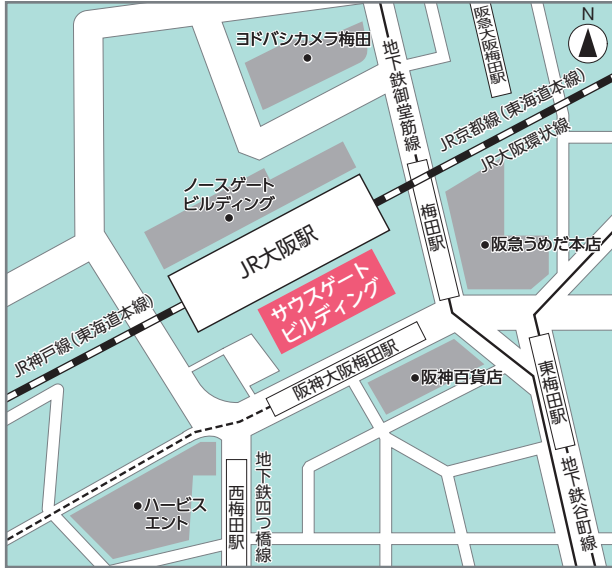 ヨドバシカメラ梅田
地下鉄御堂筋線
阪急大阪梅田駅
N
JR京都線(東海道本線)
JR大阪環状線
ノースゲート
ビルディング
JR大阪駅
梅田駅
阪急うめだ本店
サウスゲート
ビルディング
JR神戸線(東海道本線)
阪神大阪梅田駅
阪神百貨店
東梅田駅
地下鉄谷町線
ハービス
エント
西梅田駅
地下鉄四つ橋線